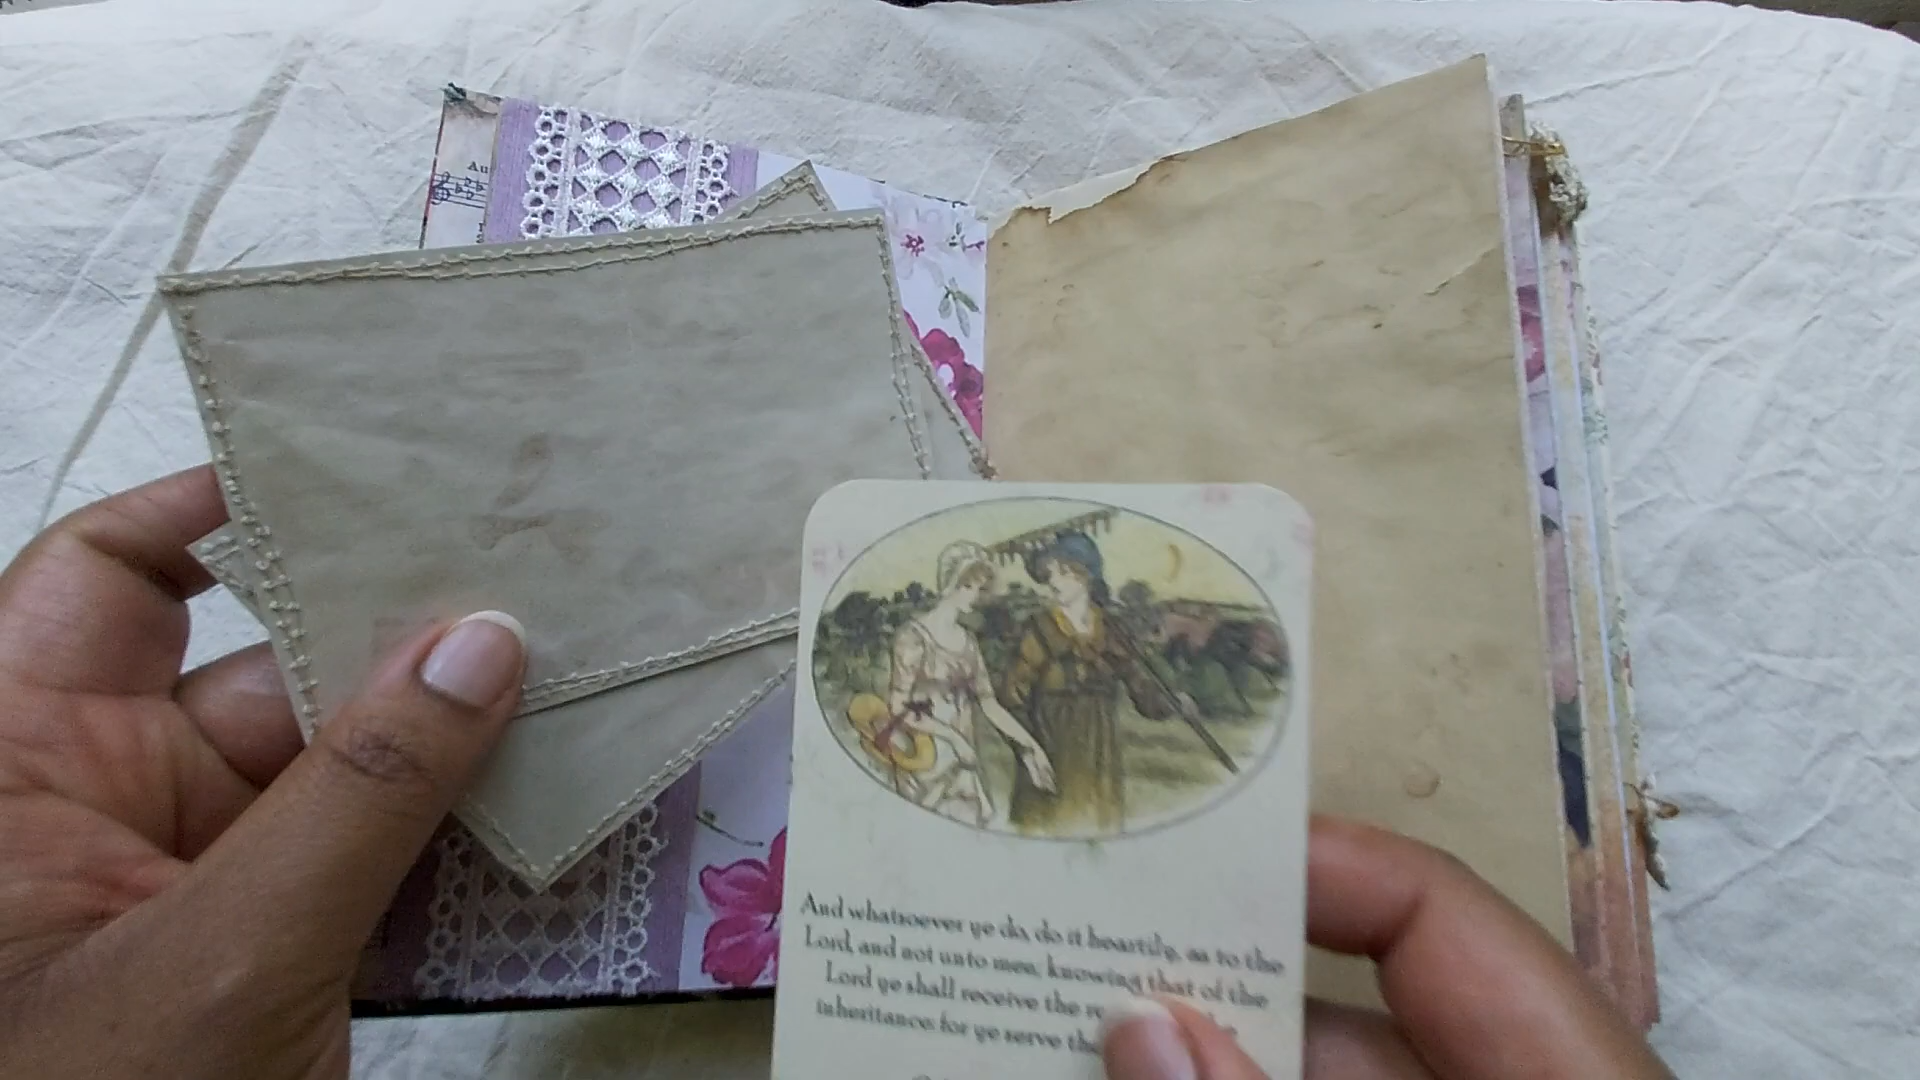 Au
And whatsoever ye do, do it heartily, as to the
Lord, and not unto men; knowing that of the
Lord ye shall receive the
inheritance: for ye serve the